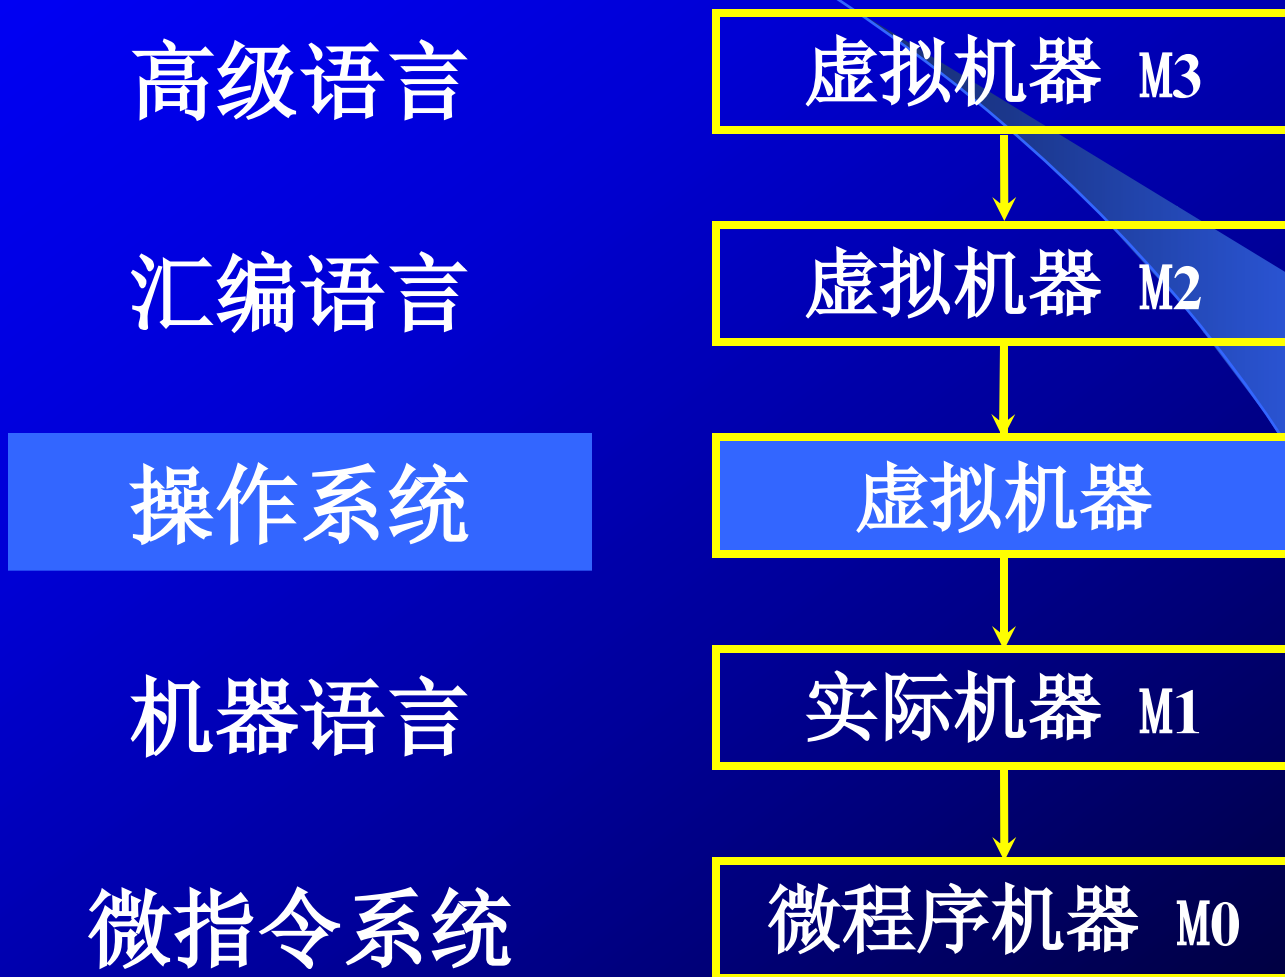 高级语言 虚拟机器 M3
汇编语言 虚拟机器 M2
操作系统 虚拟机器
机器语言 实际机器 M1
微指令系统 微程序机器 M0